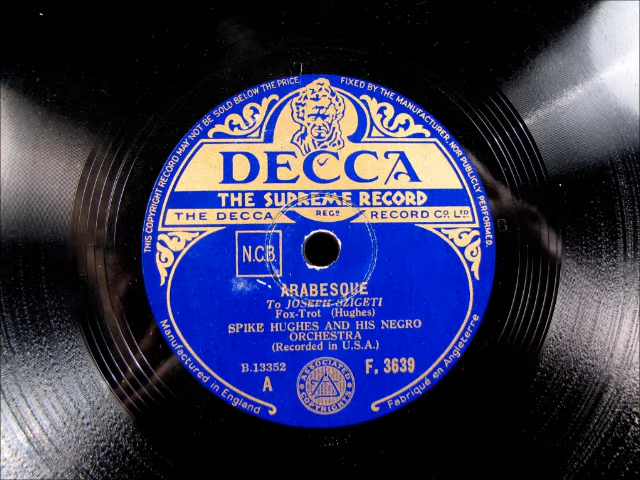 THIS COPYRIGHT RECORD MAY NOT BE SOLD BELOW THE PRICE FIXED BY THE MANUFACTURER, NOR PUBLICLY PERFORMED.
DECCA
THE SUPREME RECORD
THE DECCA REGD RECORD CO. LTD
N.C.B.
ARABESQUE
To JOSEPH SZIGETI
Fox-Trot (Hughes)
SPIKE HUGHES AND HIS NEGRO
ORCHESTRA
(Recorded in U.S.A.)
B.13352 F. 3639
A
ASSOCIATED COPYRIGHTS
Manufactured in England Fabriqué en Angleterre